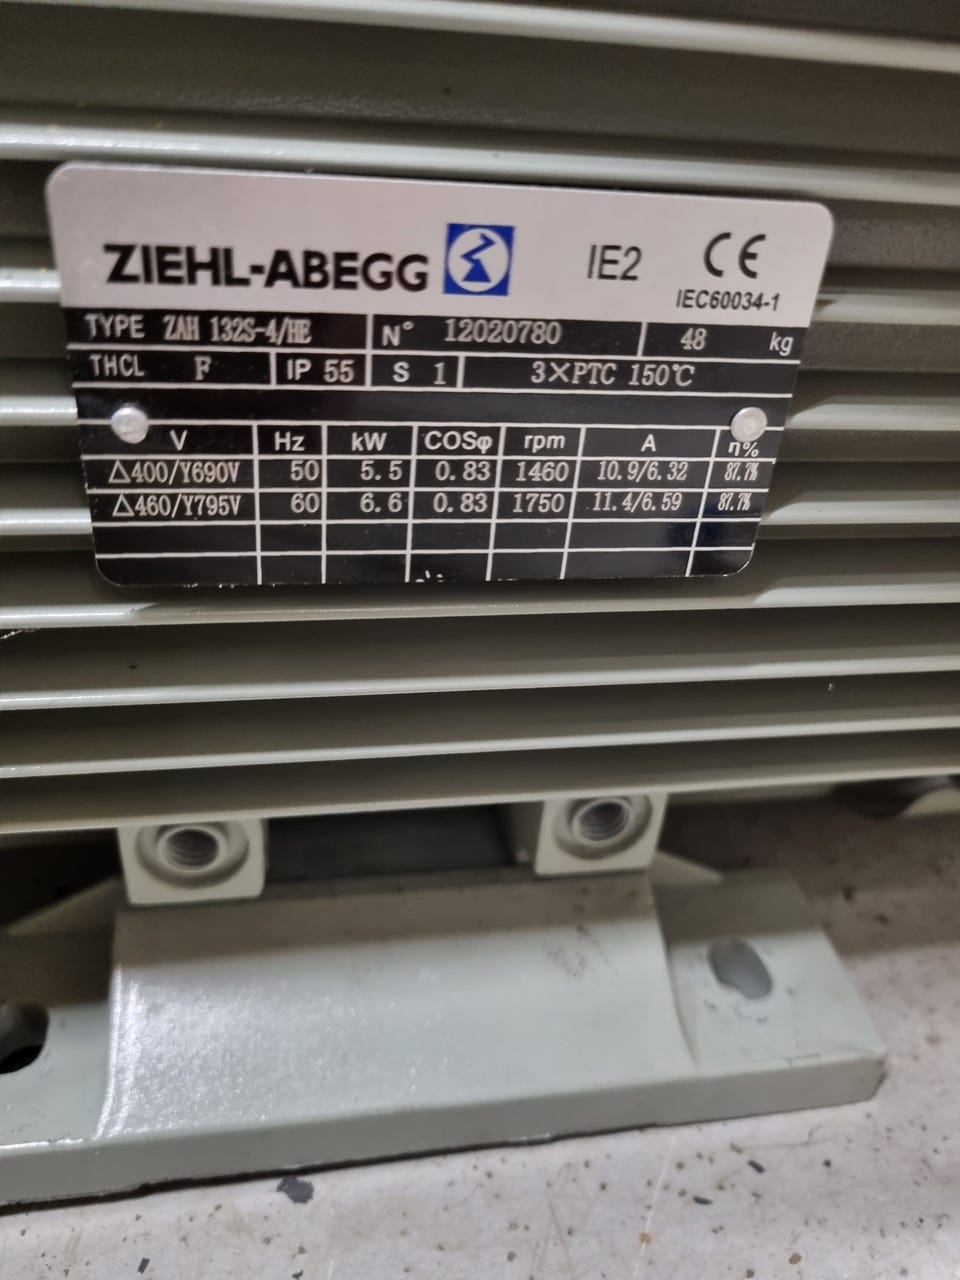 ZIEHL-ABEGG IE2 CE
IEC60034-1
TYPE ZAH 132S-4/HE N° 12020780 48 kg
THCL F IP 55 S 1 3×PTC 150℃
V Hz kW COSφ rpm A η%
△400/Y690V 50 5.5 0.83 1460 10.9/6.32 87.7%
△460/Y795V 60 6.6 0.83 1750 11.4/6.59 87.7%